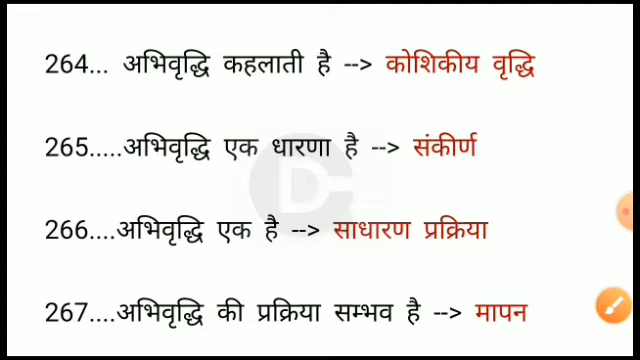 264... अभिवृद्धि कहलाती है --> कोशिकीय वृद्धि
265.....अभिवृद्धि एक धारणा है --> संकीर्ण
266....अभिवृद्धि एक है --> साधारण प्रक्रिया
267....अभिवृद्धि की प्रक्रिया सम्भव है --> मापन